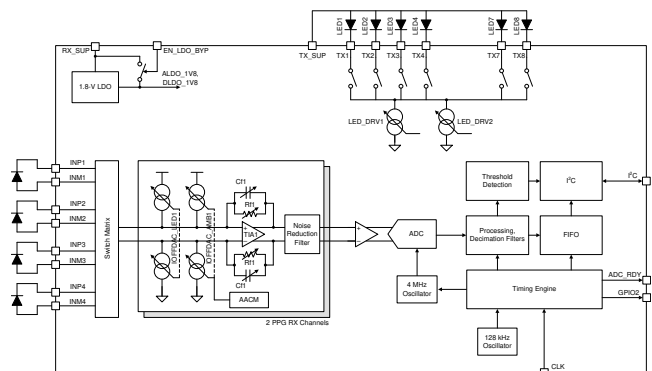 LED1
LED2
LED3
LED4
LED7
LED8
RX_SUP
EN_LDO_BYP
TX_SUP
TX1
TX2
TX3
TX4
TX7
TX8
1.8-V LDO
ALDO_1V8,
DLDO_1V8
LED_DRV1
LED_DRV2
INP1
INM1
INP2
INM2
INP3
INM3
INP4
INM4
Switch Matrix
IOFFDAC_LED1
IOFFDAC_AMB1
Cf1
Rf1
TIA1
Rf1
Cf1
AACM
Noise
Reduction
Filter
2 PPG RX Channels
ADC
4 MHz
Oscillator
Threshold
Detection
I²C
I²C
Processing,
Decimation Filters
FIFO
Timing Engine
ADC_RDY
GPIO2
128 kHz
Oscillator
CLK